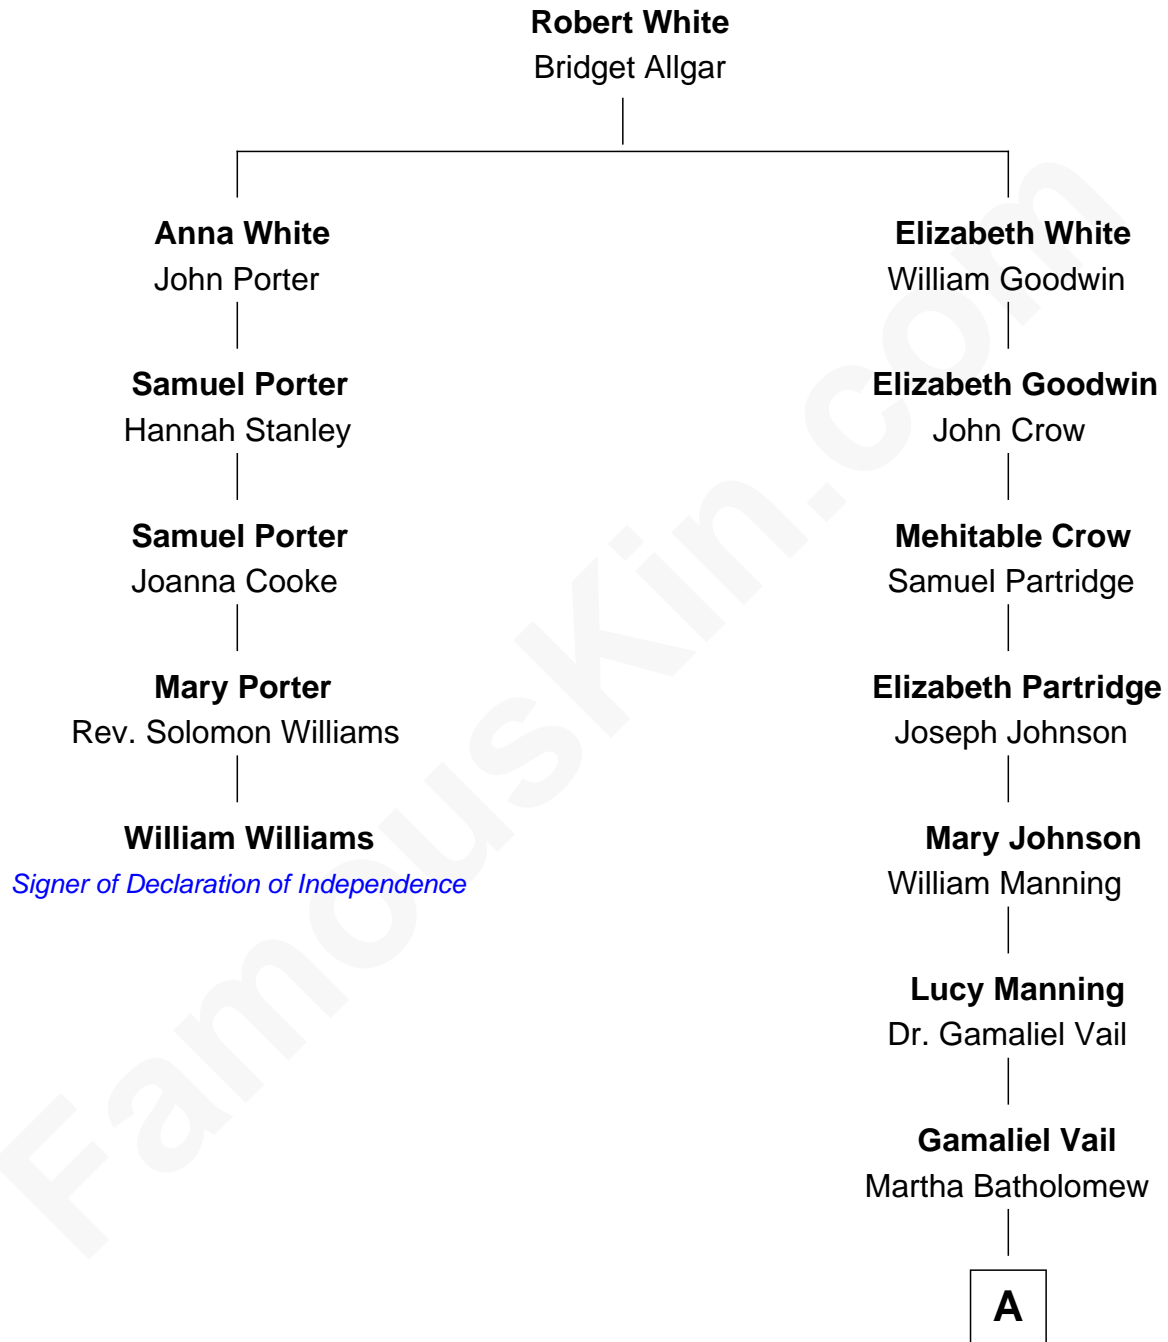 Robert White
Bridget Allgar
Anna White
John Porter
Samuel Porter
Hannah Stanley
Samuel Porter
Joanna Cooke
Mary Porter
Rev. Solomon Williams
William Williams
Signer of Declaration of Independence
Elizabeth White
William Goodwin
Elizabeth Goodwin
John Crow
Mehitable Crow
Samuel Partridge
Elizabeth Partridge
Joseph Johnson
Mary Johnson
William Manning
Lucy Manning
Dr. Gamaliel Vail
Gamaliel Vail
Martha Batholomew
A
FamousKin.com